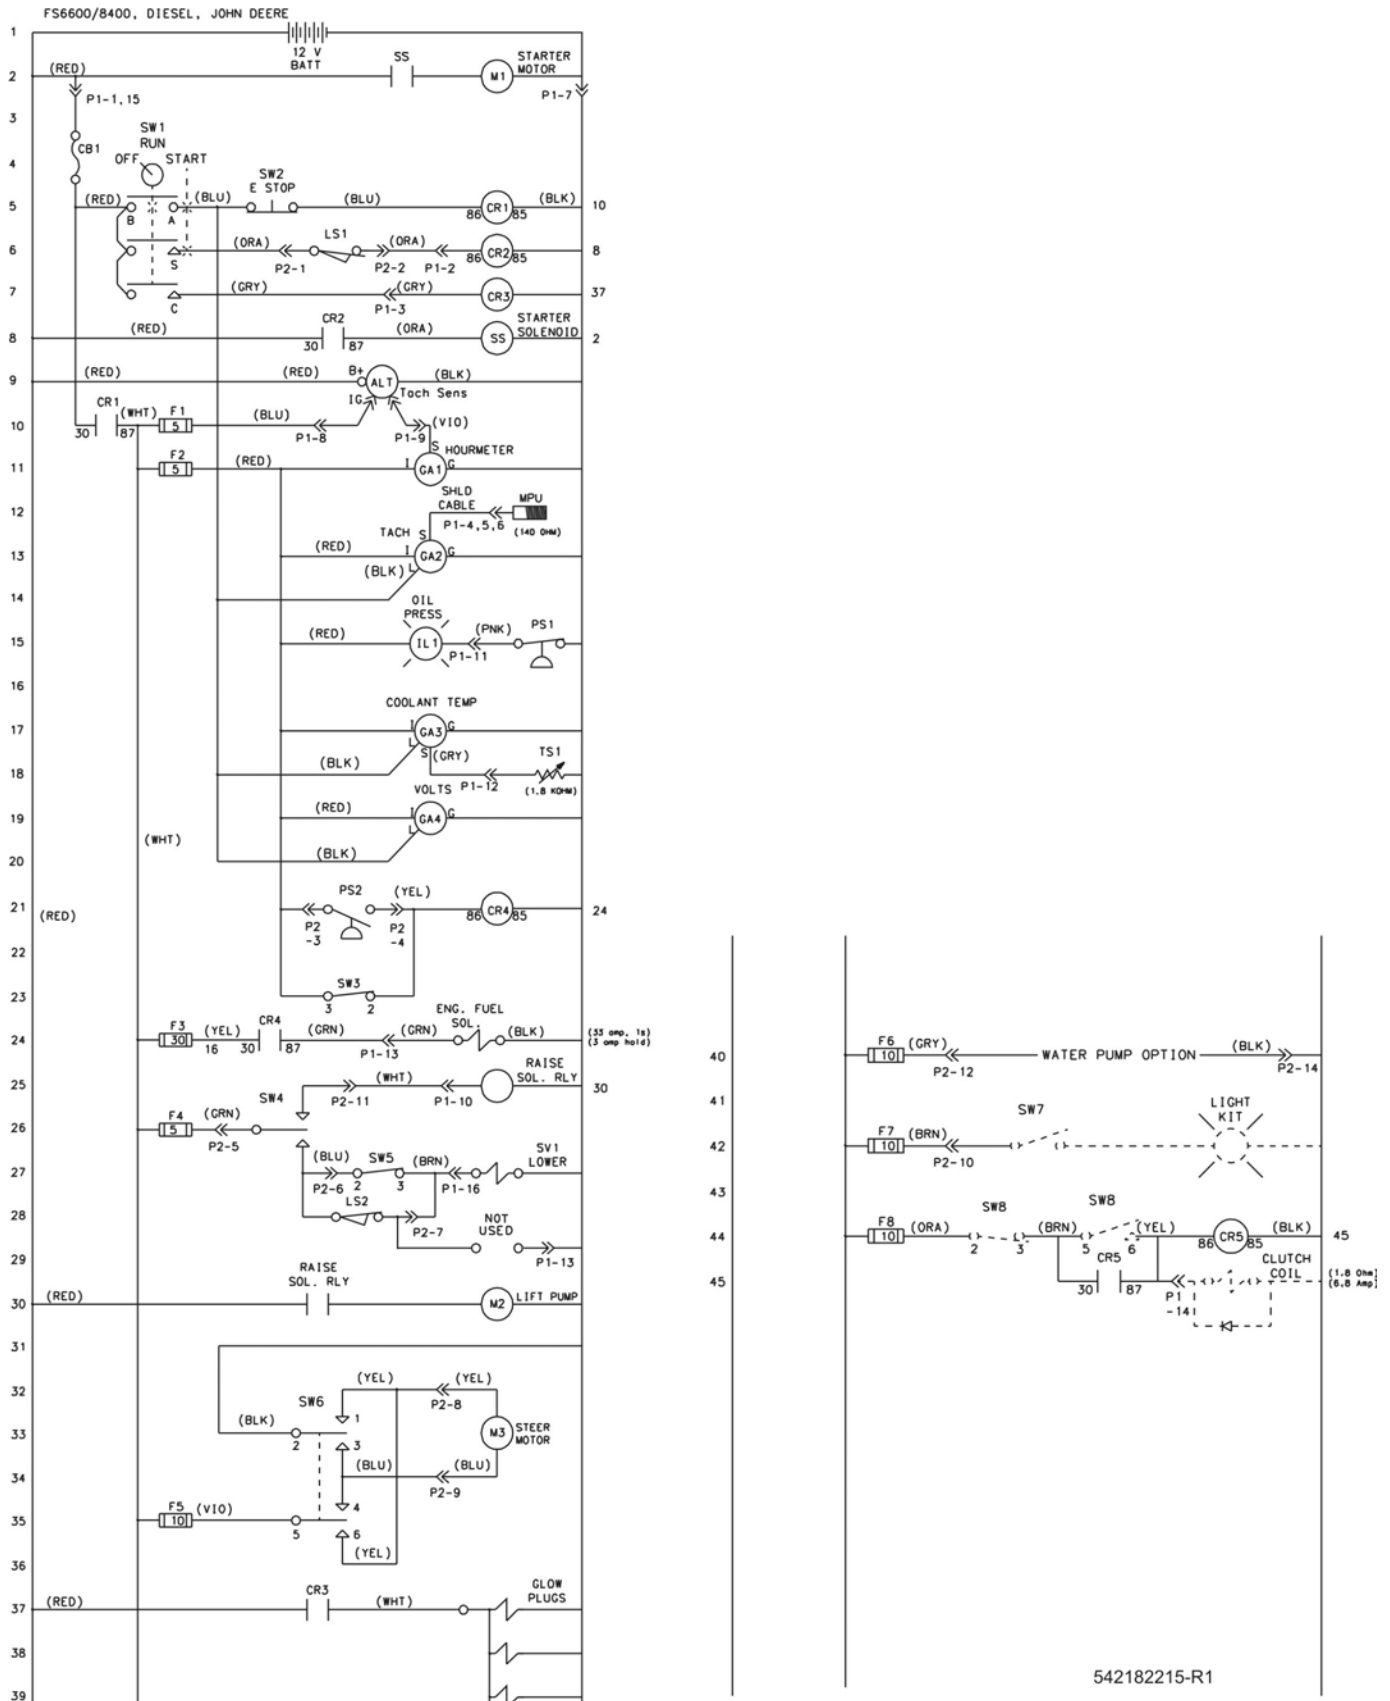 FS6600/8400, DIESEL, JOHN DEERE
1
12 V
BATT
SS
STARTER
MOTOR
2
(RED)
M1
P1-1,15
P1-7
3
SW1
RUN
CB1
4
OFF
START
SW2
E STOP
5
(RED)
(BLU)
(BLU)
(BLK)
B
A
86
CR1
85
10
LS1
6
(ORA)
(ORA)
S
P2-1
P2-2
P1-2
86
CR2
85
8
7
(GRY)
(GRY)
CR3
37
C
P1-3
CR2
STARTER
SOLENOID
(RED)
(ORA)
8
30
87
SS
2
(RED)
(RED)
B+
ALT
(BLK)
9
Tach Sens
IG
CR1
(WHT)
F1
(BLU)
(VIO)
10
30
87
5
P1-8
P1-9
S
HOURMETER
F2
11
5
(RED)
I
GA1
G
SHLD
CABLE
MPU
12
P1-4,5,6
(140 OHM)
TACH
S
13
(RED)
I
GA2
G
(BLK)
L
14
OIL
PRESS
15
(RED)
IL1
(PNK)
PS1
P1-11
16
COOLANT TEMP
17
I
GA3
G
L
S
(GRY)
TS1
18
(BLK)
P1-12
(1.8 KOHM)
VOLTS
19
(RED)
I
GA4
G
(WHT)
L
20
(BLK)
PS2
(YEL)
21
(RED)
86
CR4
85
24
P2
-3
P2
-4
22
SW3
23
3
2
ENG. FUEL
SOL.
F3
(YEL)
CR4
(GRN)
(GRN)
(BLK)
24
30
16
30
87
P1-13
(33 amp, 1s)
(3 amp hold)
RAISE
SOL. RLY
25
(WHT)
30
SW4
P2-11
P1-10
F4
(GRN)
26
5
P2-5
SV1
LOWER
27
(BLU)
SW5
(BRN)
P2-6
2
3
P1-16
LS2
28
P2-7
NOT
USED
29
P1-13
RAISE
SOL. RLY
30
(RED)
M2
LIFT PUMP
31
(YEL)
(YEL)
32
SW6
P2-8
(BLK)
1
33
2
3
M3
STEER
MOTOR
(BLU)
(BLU)
34
P2-9
F5
(VIO)
4
35
10
5
6
(YEL)
36
CR3
GLOW
PLUGS
37
(RED)
(WHT)
38
39
F6
(GRY)
(BLK)
40
10
WATER PUMP OPTION
P2-12
P2-14
41
SW7
LIGHT
KIT
F7
(BRN)
42
10
P2-10
43
SW8
SW8
F8
(ORA)
(BRN)
(YEL)
(BLK)
44
10
2
3
5
6
86
CR5
85
45
CR5
CLUTCH
COIL
45
30
87
P1
-14
(1.8 Ohm)
(6.8 Amp)
542182215-R1